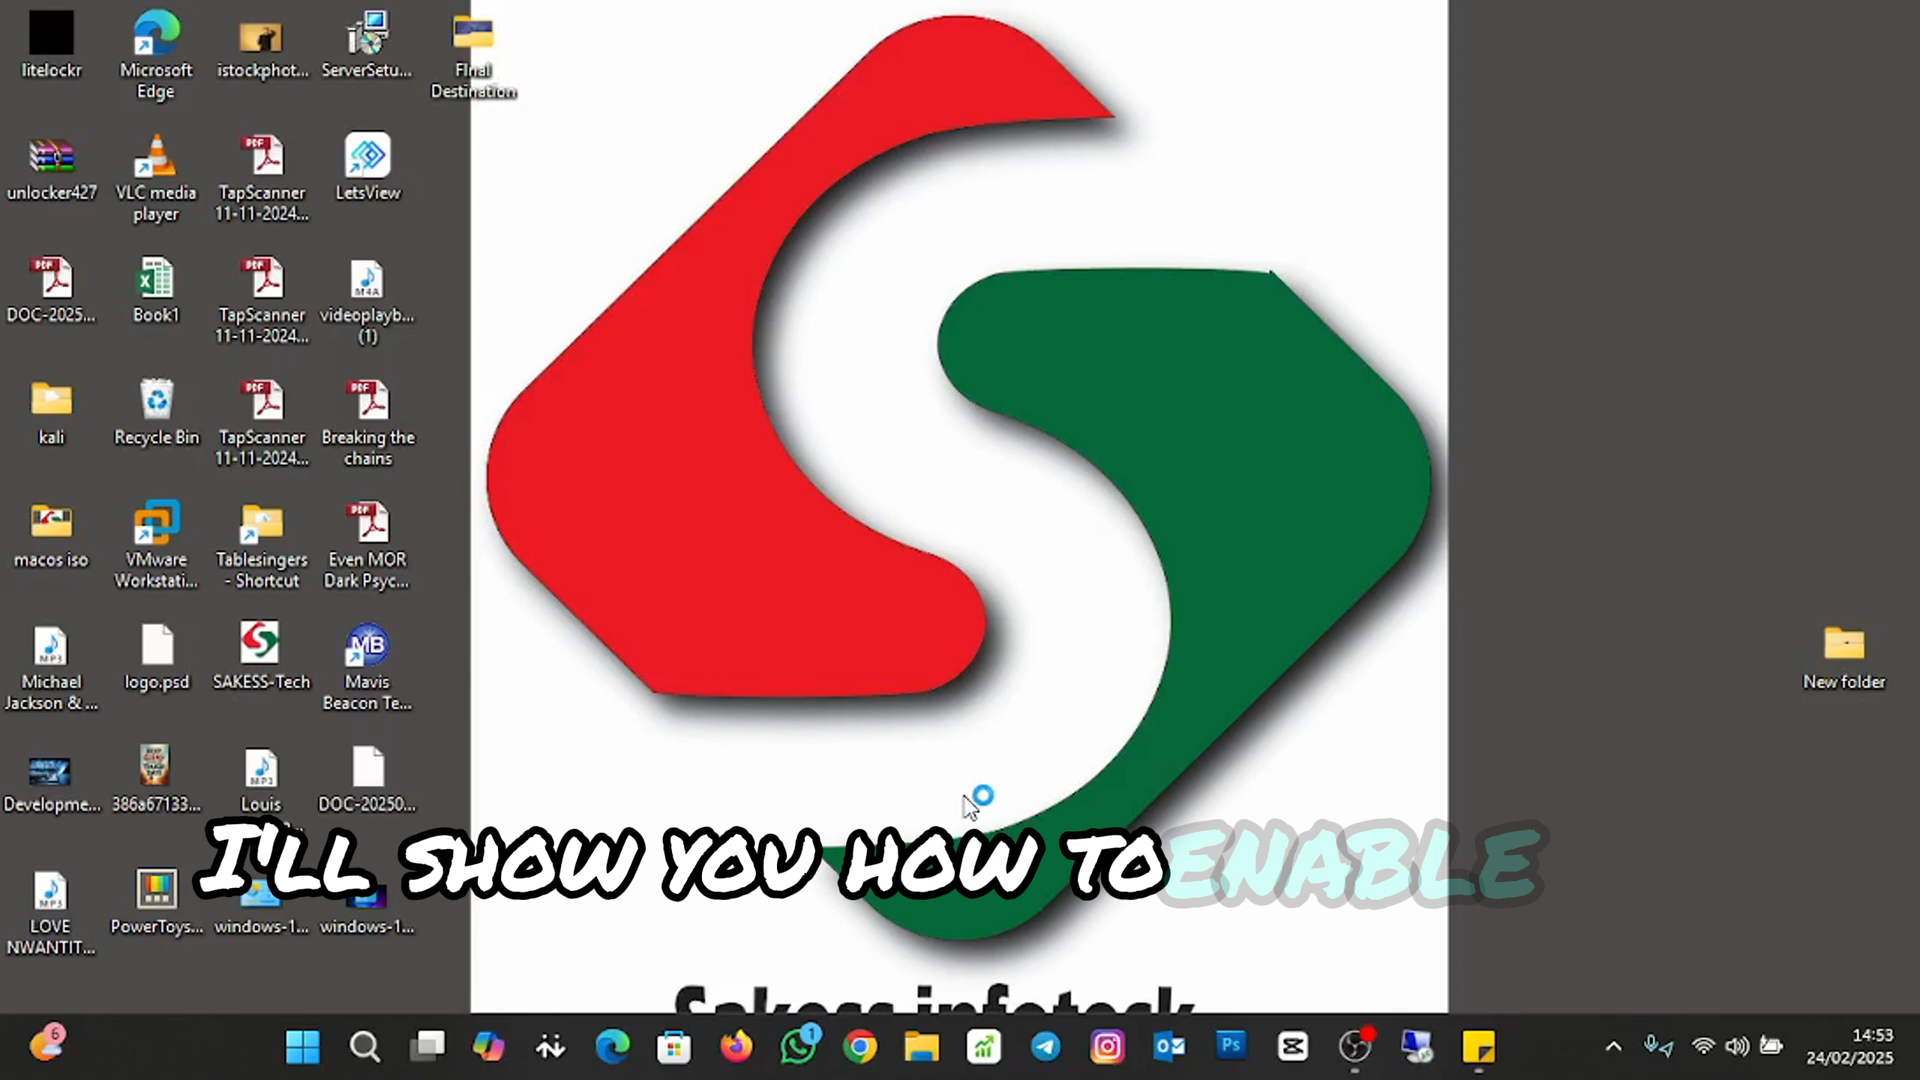 litelockr
Microsoft
Edge
istockphot...
ServerSetu...
FInal
Destination
unlocker427
VLC media
player
TapScanner
11-11-2024...
LetsView
DOC-2025...
Book1
TapScanner
11-11-2024...
videoplayb...
(1)
kali
Recycle Bin
TapScanner
11-11-2024...
Breaking the
chains
macos iso
VMware
Workstati...
Tablesingers
- Shortcut
Even MOR
Dark Psyc...
Michael
Jackson & ...
logo.psd
SAKESS-Tech
Mavis
Beacon Te...
New folder
Developme...
386a67133...
Louis
DOC-20250...
I'LL SHOW YOU HOW TO ENABLE
LOVE
NWANTIT...
PowerToys...
windows-1...
windows-1...
Sakess infotech
14:53
24/02/2025